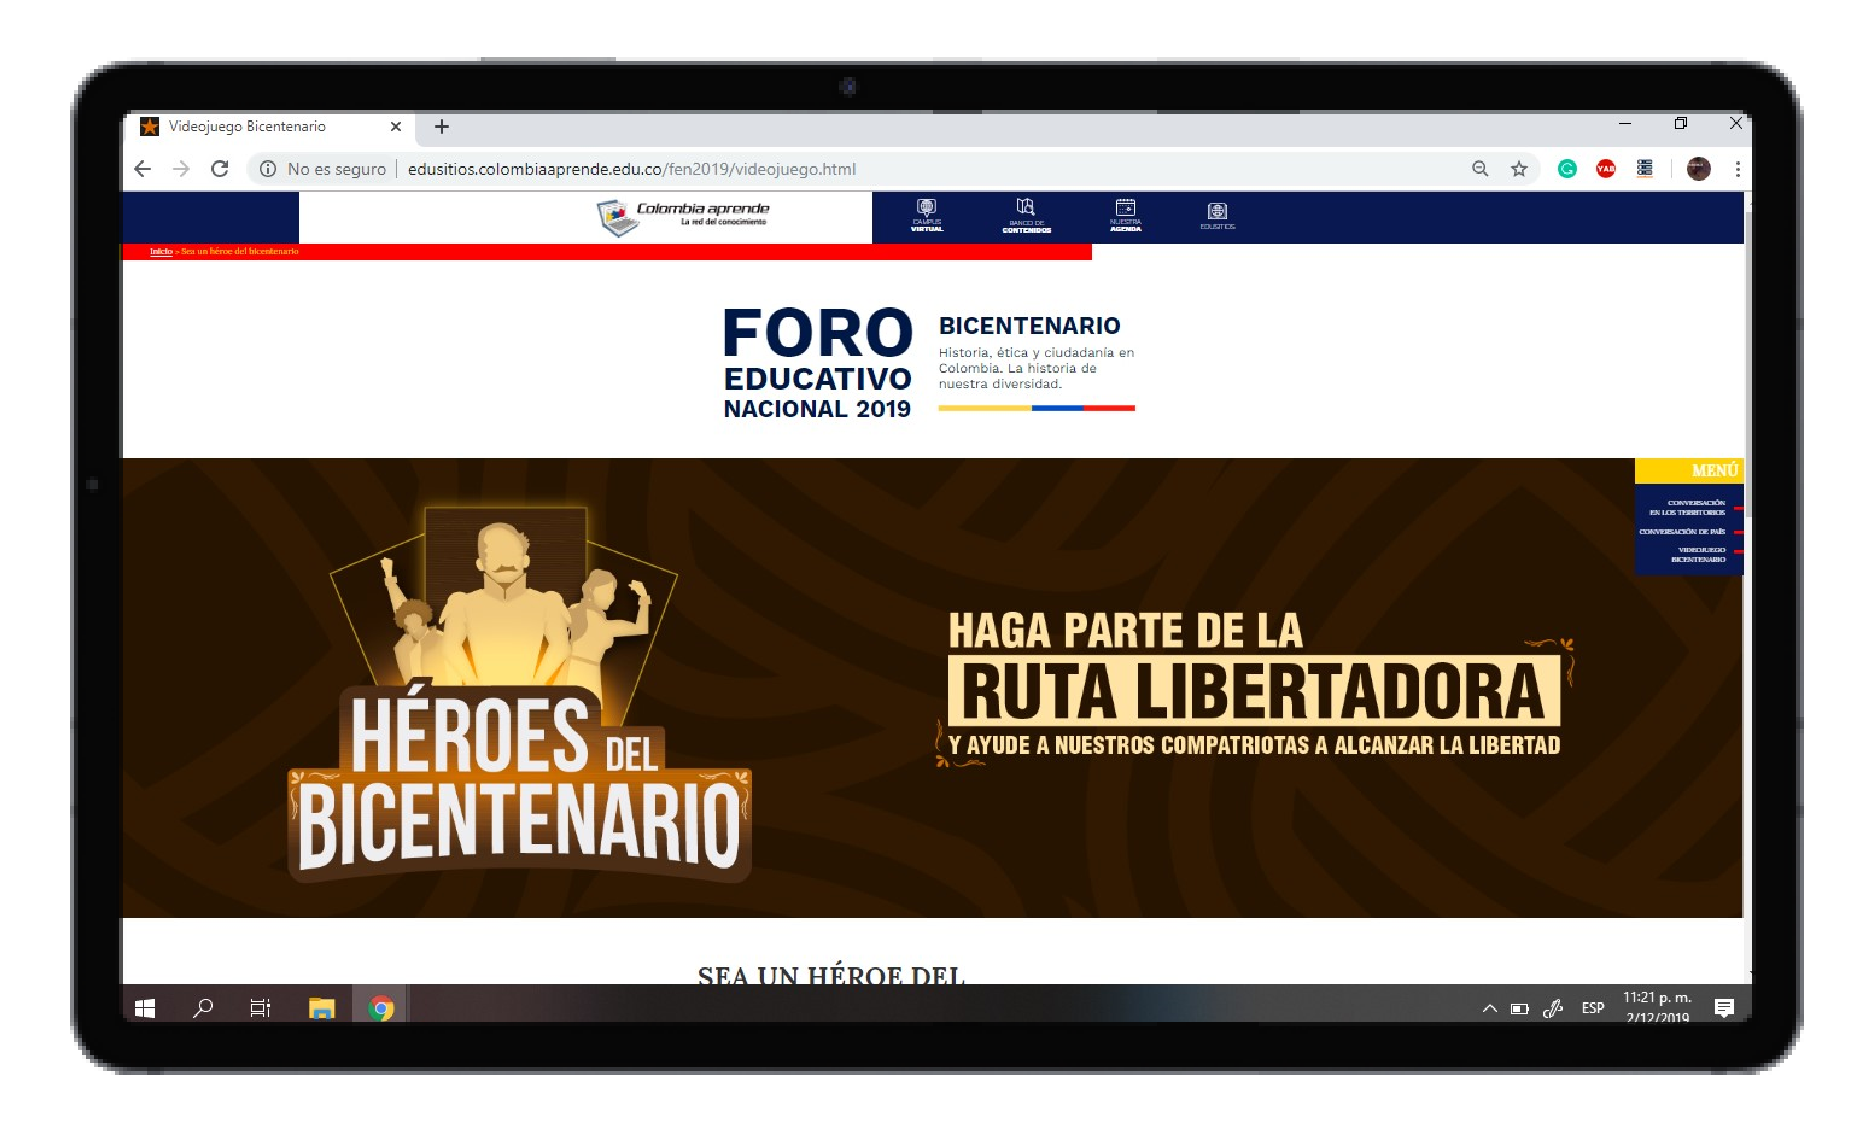 Videojuego Bicentenario
No es seguro | edusitios.colombiaaprende.edu.co/fen2019/videojuego.html
YAB
Colombia aprende
La red del conocimiento
CAMPUS
VIRTUAL
BANCO DE
CONTENIDOS
NUESTRA
AGENDA
EDUSITIOS
Inicio » Sea un héroe del bicentenario
FORO
EDUCATIVO
NACIONAL 2019
BICENTENARIO
Historia, ética y ciudadanía en
Colombia. La historia de
nuestra diversidad.
MENÚ
CONVERSACIÓN
EN LOS TERRITORIOS
CONVERSACIÓN DE PAÍS
VIDEOJUEGO
BICENTENARIO
HÉROES DEL
BICENTENARIO
HAGA PARTE DE LA
RUTA LIBERTADORA
Y AYUDE A NUESTROS COMPATRIOTAS A ALCANZAR LA LIBERTAD
SEA UN HÉROE DEL
ESP
11:21 p. m.
2/12/2019